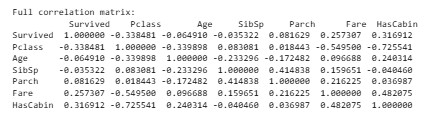 Full correlation matrix:
Survived Pclass Age SibSp Parch Fare HasCabin
Survived 1.000000 -0.338481 -0.064910 -0.035322 0.081629 0.257307 0.316912
Pclass -0.338481 1.000000 -0.339898 0.083081 0.018443 -0.549500 -0.725541
Age -0.064910 -0.339898 1.000000 -0.233296 -0.172482 0.096688 0.240314
SibSp -0.035322 0.083081 -0.233296 1.000000 0.414838 0.159651 -0.040460
Parch 0.081629 0.018443 -0.172482 0.414838 1.000000 0.216225 0.036987
Fare 0.257307 -0.549500 0.096688 0.159651 0.216225 1.000000 0.482075
HasCabin 0.316912 -0.725541 0.240314 -0.040460 0.036987 0.482075 1.000000